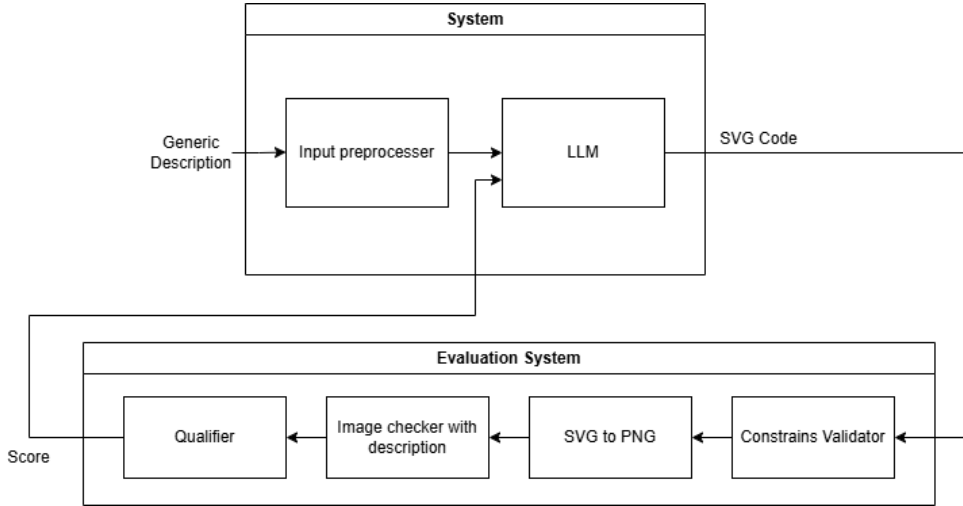 System
Generic
Description
Input preprocesser
LLM
SVG Code
Evaluation System
Qualifier
Image checker with
description
SVG to PNG
Constrains Validator
Score